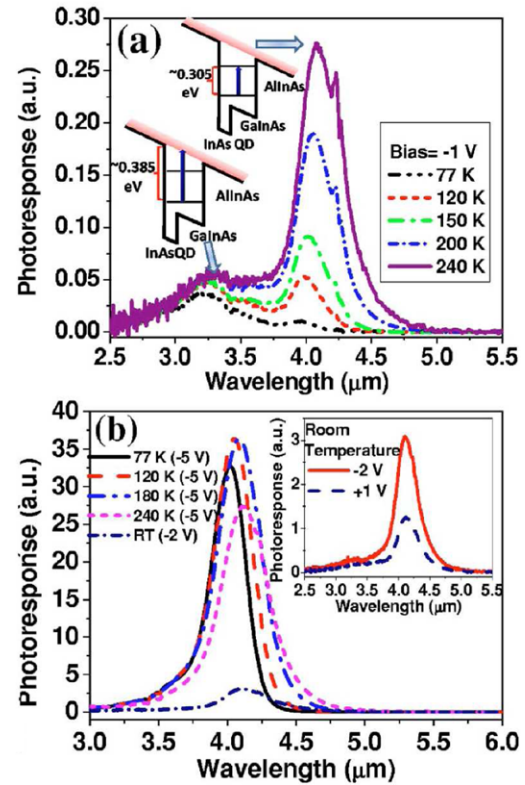 (a)
~0.305
eV
AlInAs
GaInAs
InAs QD
~0.385
eV
AlInAs
GaInAs
InAsQD
Bias= -1 V
77 K
120 K
150 K
200 K
240 K
Photoresponse (a.u.)
0.30
0.25
0.20
0.15
0.10
0.05
0.00
2.5 3.0 3.5 4.0 4.5 5.0 5.5
Wavelength (μm)
(b)
77 K (-5 V)
120 K (-5 V)
180 K (-5 V)
240 K (-5 V)
RT (-2 V)
Photoresponse (a.u.)
40
35
30
25
20
15
10
5
0
3.0 3.5 4.0 4.5 5.0 5.5 6.0
Wavelength (μm)
Room
Temperature
-2 V
+1 V
Photoresponse (a.u.)
3
2
1
0
2.5 3.0 3.5 4.0 4.5 5.0 5.5
Wavelength (μm)